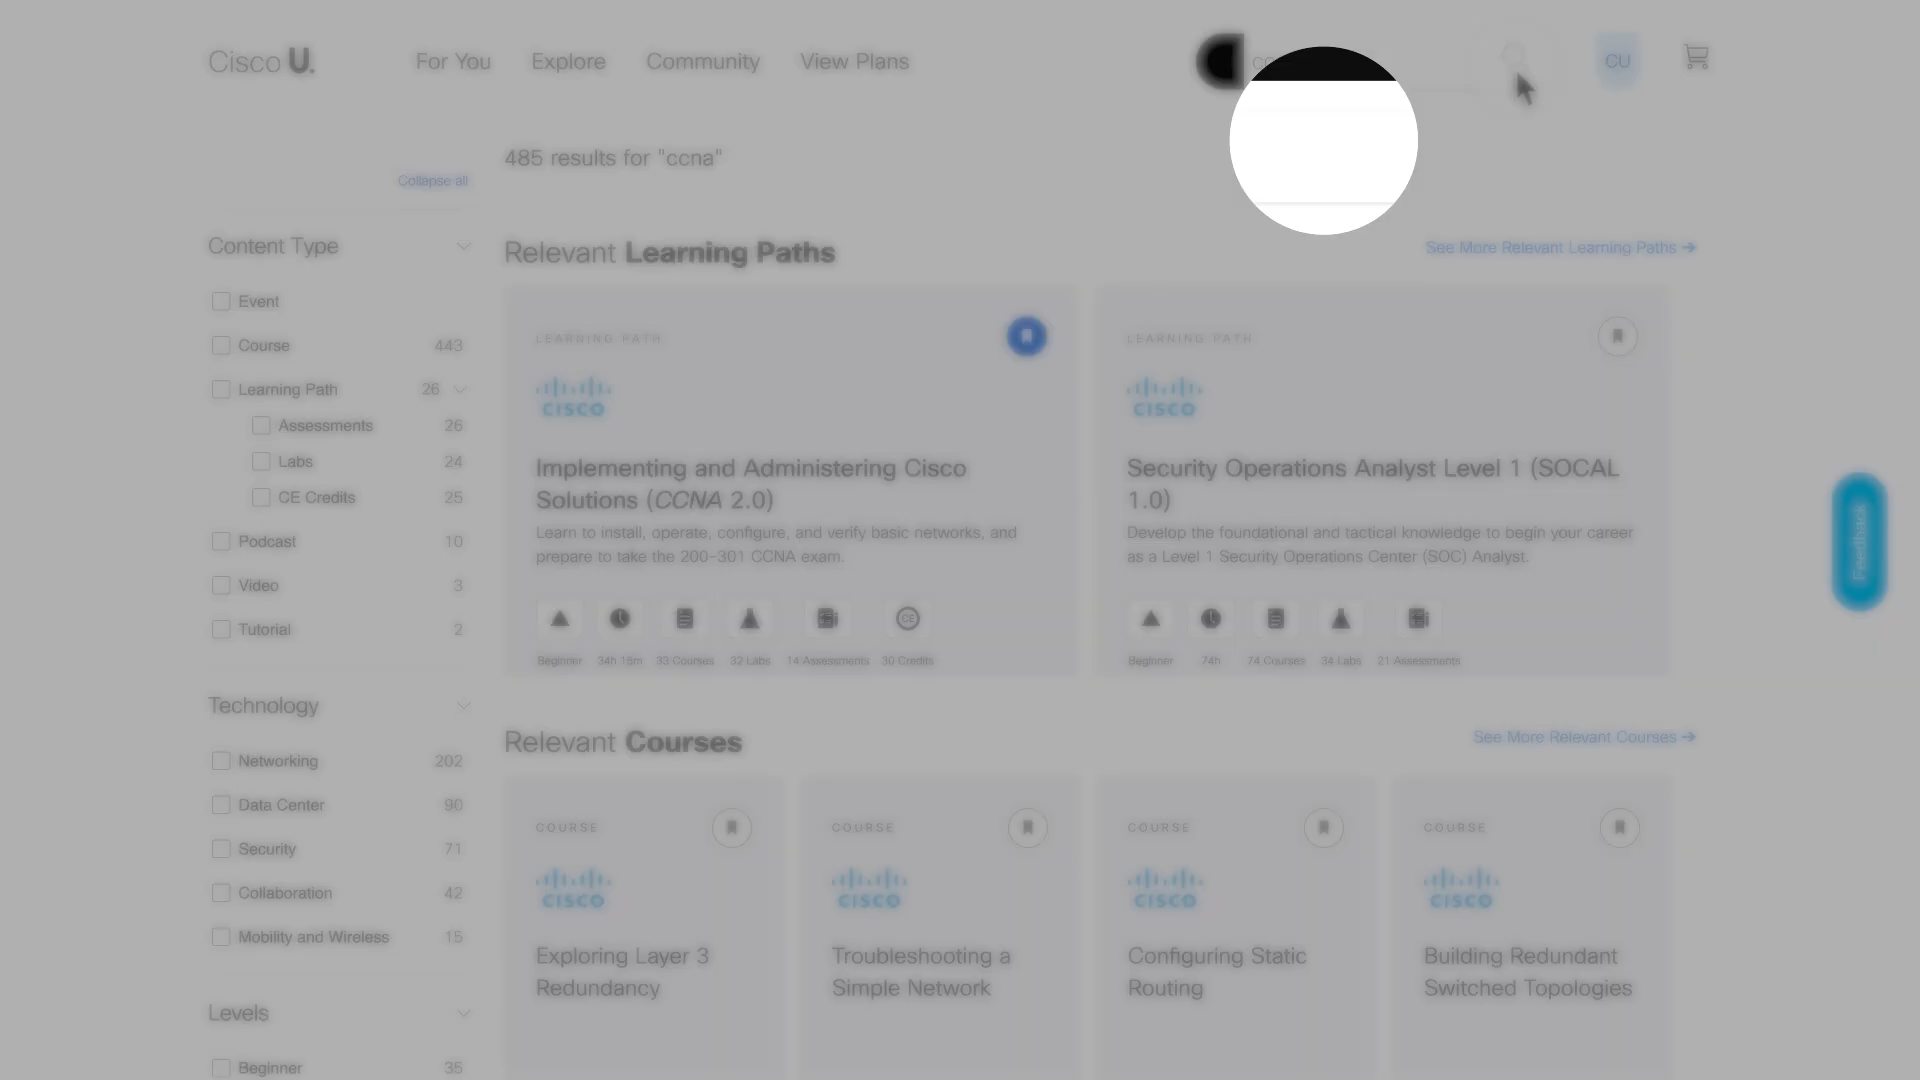 Cisco U.
For You
Explore
Community
View Plans
CU
485 results for "ccna"
Collapse all
Content Type
Event
Course 443
Learning Path 26
Assessments 26
Labs 24
CE Credits 25
Podcast 10
Video 3
Tutorial 2
Technology
Networking 202
Data Center 90
Security 71
Collaboration 42
Mobility and Wireless 15
Levels
Beginner 35
Relevant Learning Paths
See More Relevant Learning Paths →
LEARNING PATH
CISCO
Implementing and Administering Cisco
Solutions (CCNA 2.0)
Learn to install, operate, configure, and verify basic networks, and
prepare to take the 200-301 CCNA exam.
Beginner 34h 18m 33 Courses 32 Labs 14 Assessments 30 Credits
CE
LEARNING PATH
CISCO
Security Operations Analyst Level 1 (SOCAL
1.0)
Develop the foundational and tactical knowledge to begin your career
as a Level 1 Security Operations Center (SOC) Analyst.
Beginner 74h 74 Courses 34 Labs 21 Assessments
Relevant Courses
See More Relevant Courses →
COURSE
CISCO
Exploring Layer 3
Redundancy
COURSE
CISCO
Troubleshooting a
Simple Network
COURSE
CISCO
Configuring Static
Routing
COURSE
CISCO
Building Redundant
Switched Topologies
Feedback